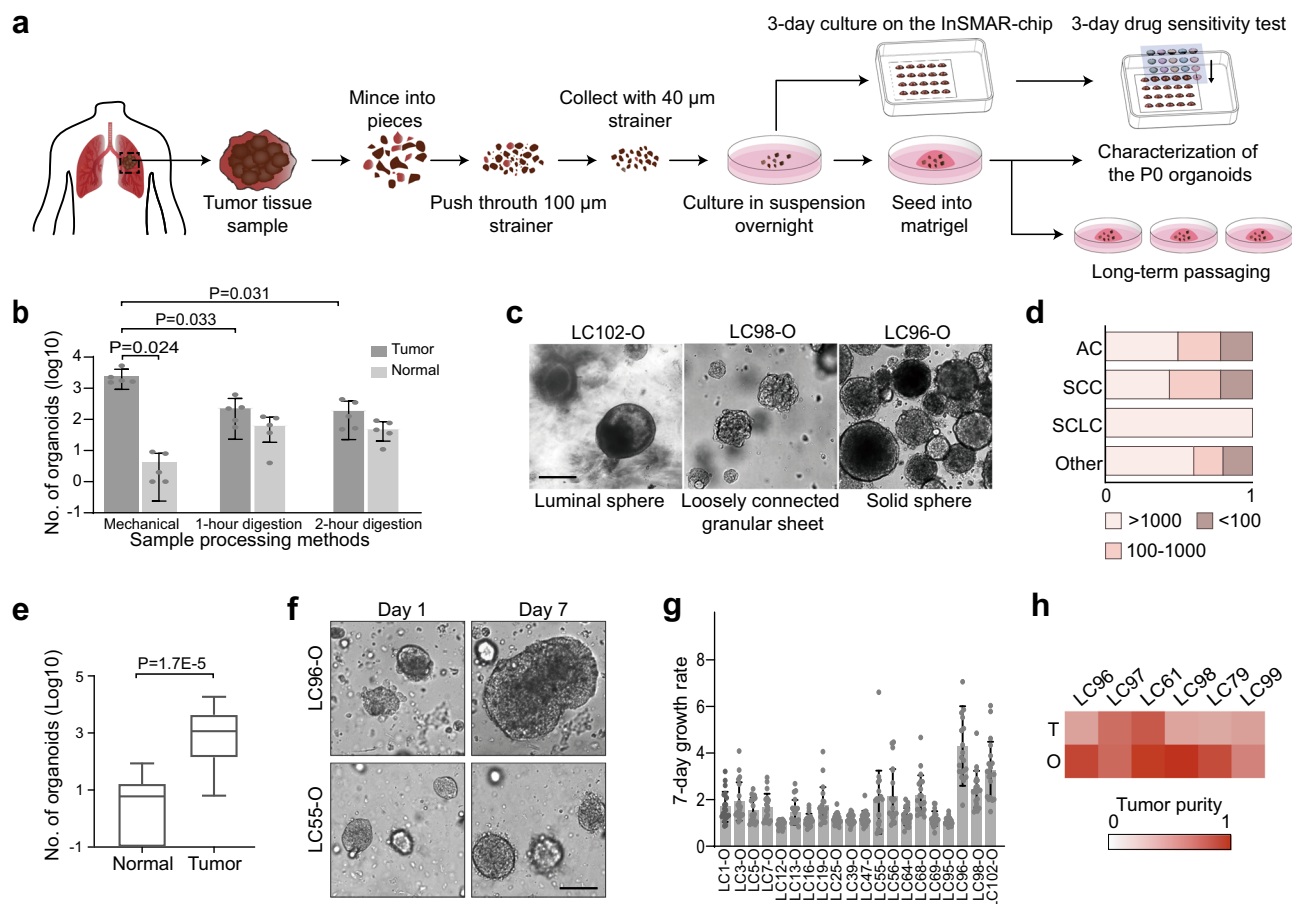 a
3-day culture on the InSMAR-chip
3-day drug sensitivity test
Mince into
pieces
Collect with 40 µm
strainer
Tumor tissue
sample
Push throuth 100 µm
strainer
Culture in suspension
overnight
Seed into
matrigel
Characterization of
the P0 organoids
Long-term passaging
b
P=0.031
P=0.033
P=0.024
Tumor
Normal
No. of organoids (log10)
4
3
2
1
0
-1
Mechanical
1-hour digestion
2-hour digestion
Sample processing methods
c
LC102-O
LC98-O
LC96-O
Luminal sphere
Loosely connected
granular sheet
Solid sphere
d
AC
SCC
SCLC
Other
0
1
>1000
<100
100-1000
e
P=1.7E-5
No. of organoids (Log10)
5
3
1
-1
Normal
Tumor
f
Day 1
Day 7
LC96-O
LC55-O
g
7-day growth rate
8
6
4
2
0
LC1-O
LC3-O
LC5-O
LC7-O
LC12-O
LC13-O
LC16-O
LC19-O
LC25-O
LC39-O
LC47-O
LC55-O
LC56-O
LC64-O
LC68-O
LC69-O
LC95-O
LC96-O
LC98-O
LC102-O
h
LC96
LC97
LC61
LC98
LC79
LC99
T
O
Tumor purity
0
1